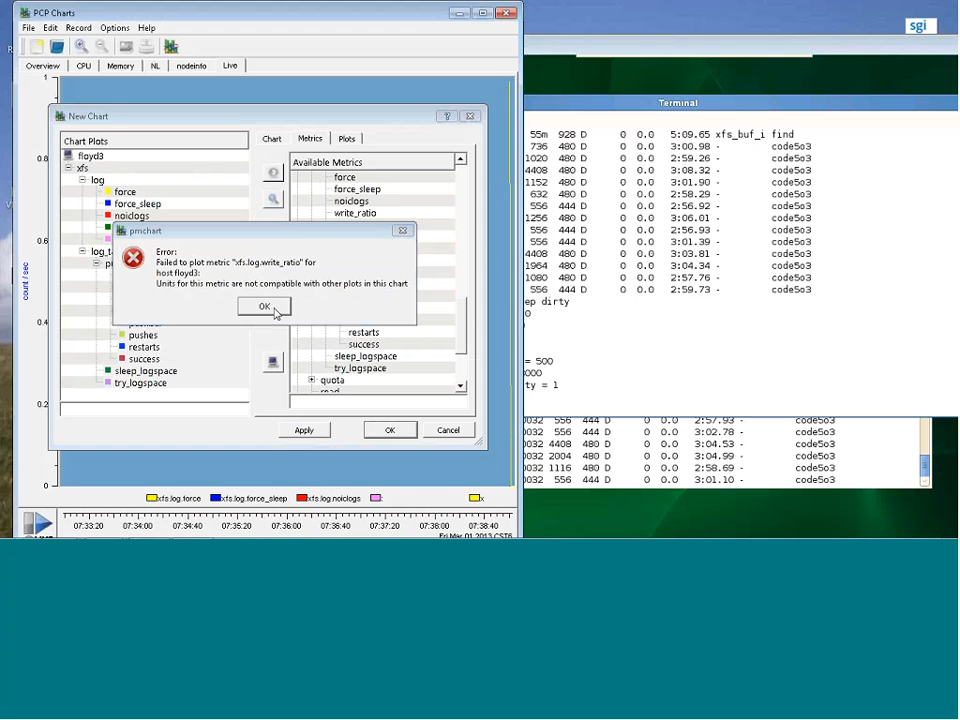 PCP Charts
File Edit Record Options Help
Overview CPU Memory NL nodeinfo Live
sgi
1
0.8
0.6
0.4
0.2
0
count / sec
New Chart
Chart Plots
floyd3
xfs
log
force
force_sleep
noiclogs
pushes
restarts
success
sleep_logspace
try_logspace
Chart Metrics Plots
Available Metrics
force
force_sleep
noiclogs
write_ratio
restarts
success
sleep_logspace
try_logspace
quota
pmchart
Error:
Failed to plot metric "xfs.log.write_ratio" for
host floyd3:
Units for this metric are not compatible with other plots in this chart
OK
Apply OK Cancel
xfs.log.force xfs.log.force_sleep xfs.log.noiclogs
07:33:20 07:34:00 07:34:40 07:35:20 07:36:00 07:36:40 07:37:20 07:38:00 07:38:40
Fri Mar 01 2013 CST6
Terminal
55m 928 D 0 0.0 5:09.65 xfs_buf_i find
736 480 D 0 0.0 3:00.98 - code5o3
1020 480 D 0 0.0 2:59.26 - code5o3
4408 480 D 0 0.0 3:08.32 - code5o3
1152 480 D 0 0.0 3:01.90 - code5o3
632 480 D 0 0.0 2:58.29 - code5o3
556 444 D 0 0.0 2:56.92 - code5o3
1256 480 D 0 0.0 3:06.01 - code5o3
556 444 D 0 0.0 2:56.93 - code5o3
556 444 D 0 0.0 3:01.39 - code5o3
4408 480 D 0 0.0 3:03.81 - code5o3
1964 480 D 0 0.0 3:04.34 - code5o3
1080 480 D 0 0.0 2:57.76 - code5o3
556 444 D 0 0.0 2:59.73 - code5o3
ep dirty
0
= 500
000
ty = 1
0032 556 444 D 0 0.0 2:57.93 - code5o3
0032 556 444 D 0 0.0 3:02.78 - code5o3
0032 4408 480 D 0 0.0 3:04.53 - code5o3
0032 2004 480 D 0 0.0 3:04.99 - code5o3
0032 1116 480 D 0 0.0 2:58.69 - code5o3
0032 556 444 D 0 0.0 3:01.10 - code5o3